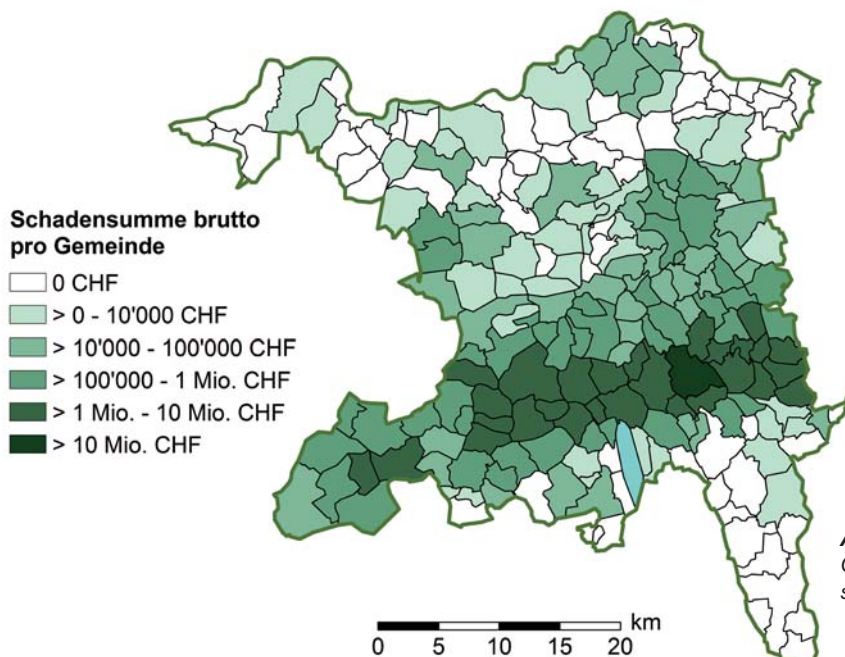 Schadensumme brutto
pro Gemeinde
0 CHF
> 0 - 10'000 CHF
> 10'000 - 100'000 CHF
> 100'000 - 1 Mio. CHF
> 1 Mio. - 10 Mio. CHF
> 10 Mio. CHF
km
0 5 10 15 20